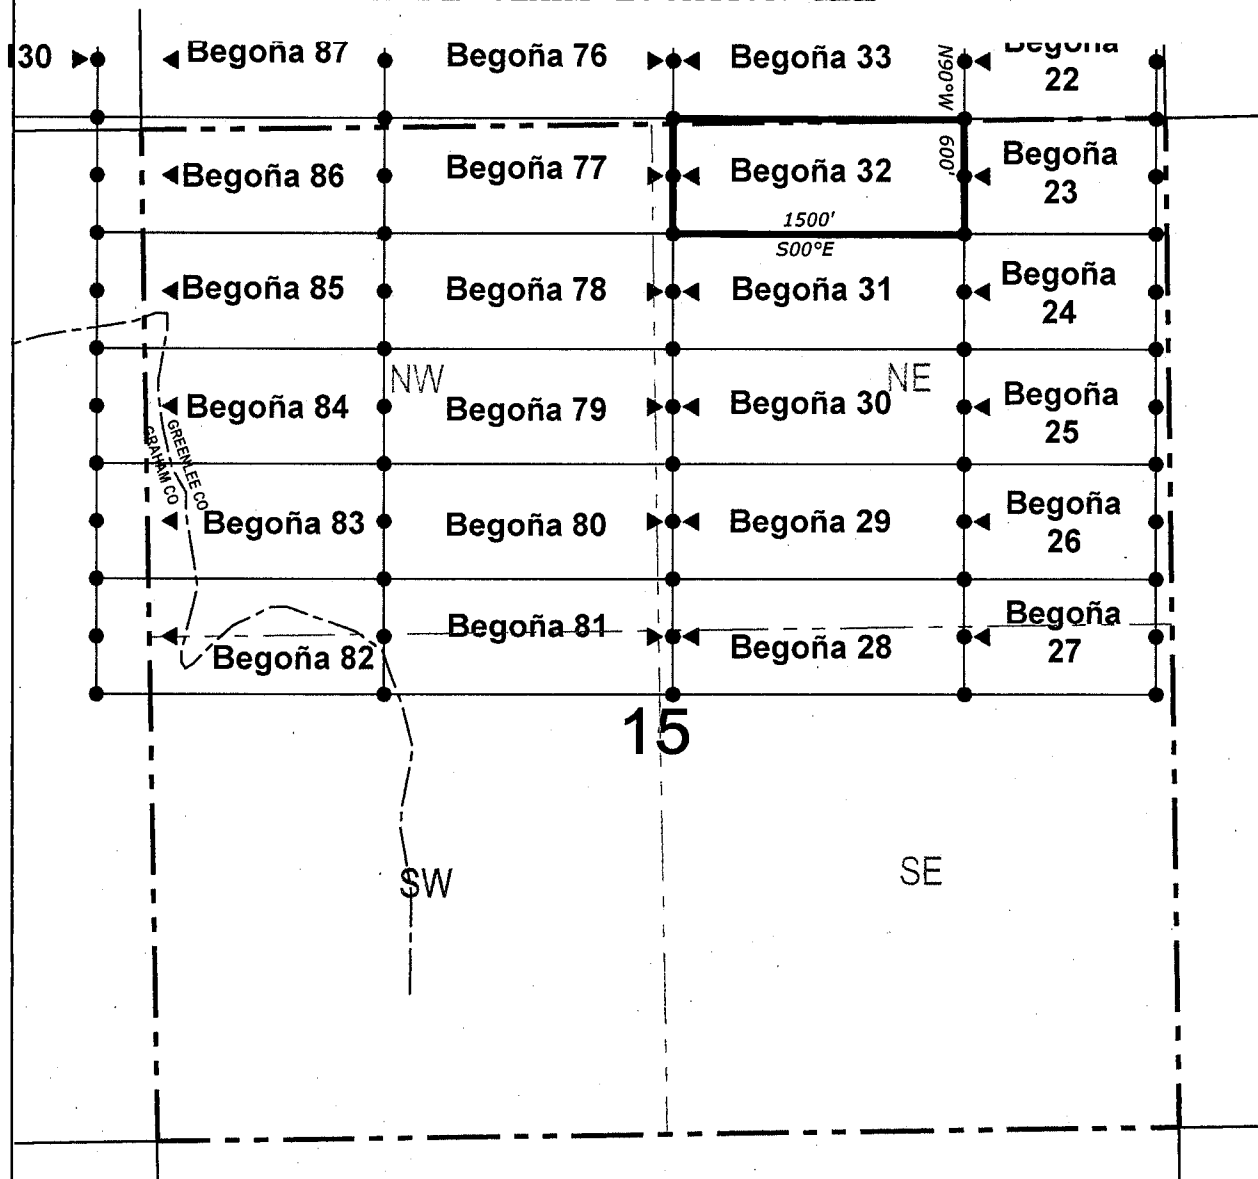 130
Begoña 87
Begoña 76
Begoña 33
N90°W
Begoña
22
Begoña 86
Begoña 77
Begoña 32
600'
Begoña
23
1500'
S00°E
Begoña 85
Begoña 78
Begoña 31
Begoña
24
NW
NE
Begoña 84
Begoña 79
Begoña 30
Begoña
25
GREENLEE CO
GRAHAM CO
Begoña 83
Begoña 80
Begoña 29
Begoña
26
Begoña 82
Begoña 81
Begoña 28
Begoña
27
15
SW
SE